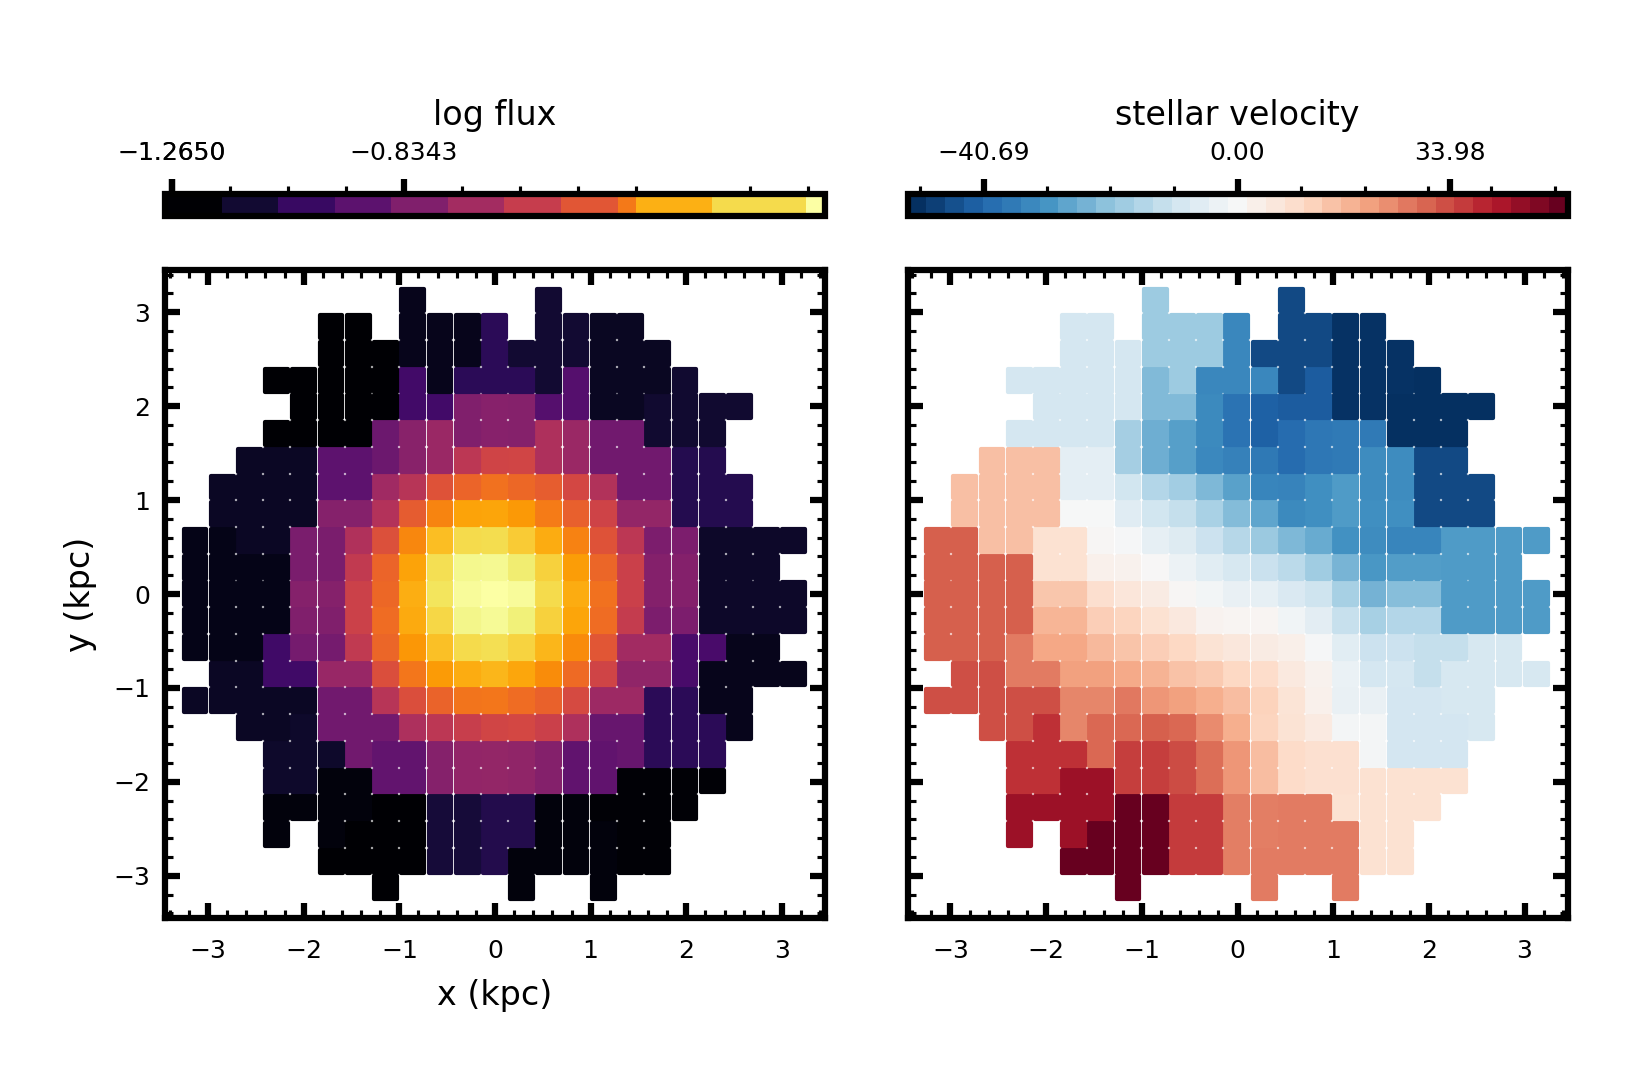 log flux
−1.2650 −0.8343
stellar velocity
−40.69 0.00 33.98
3
2
1
0
−1
−2
−3
y (kpc)
−3 −2 −1 0 1 2 3
x (kpc)
−3 −2 −1 0 1 2 3